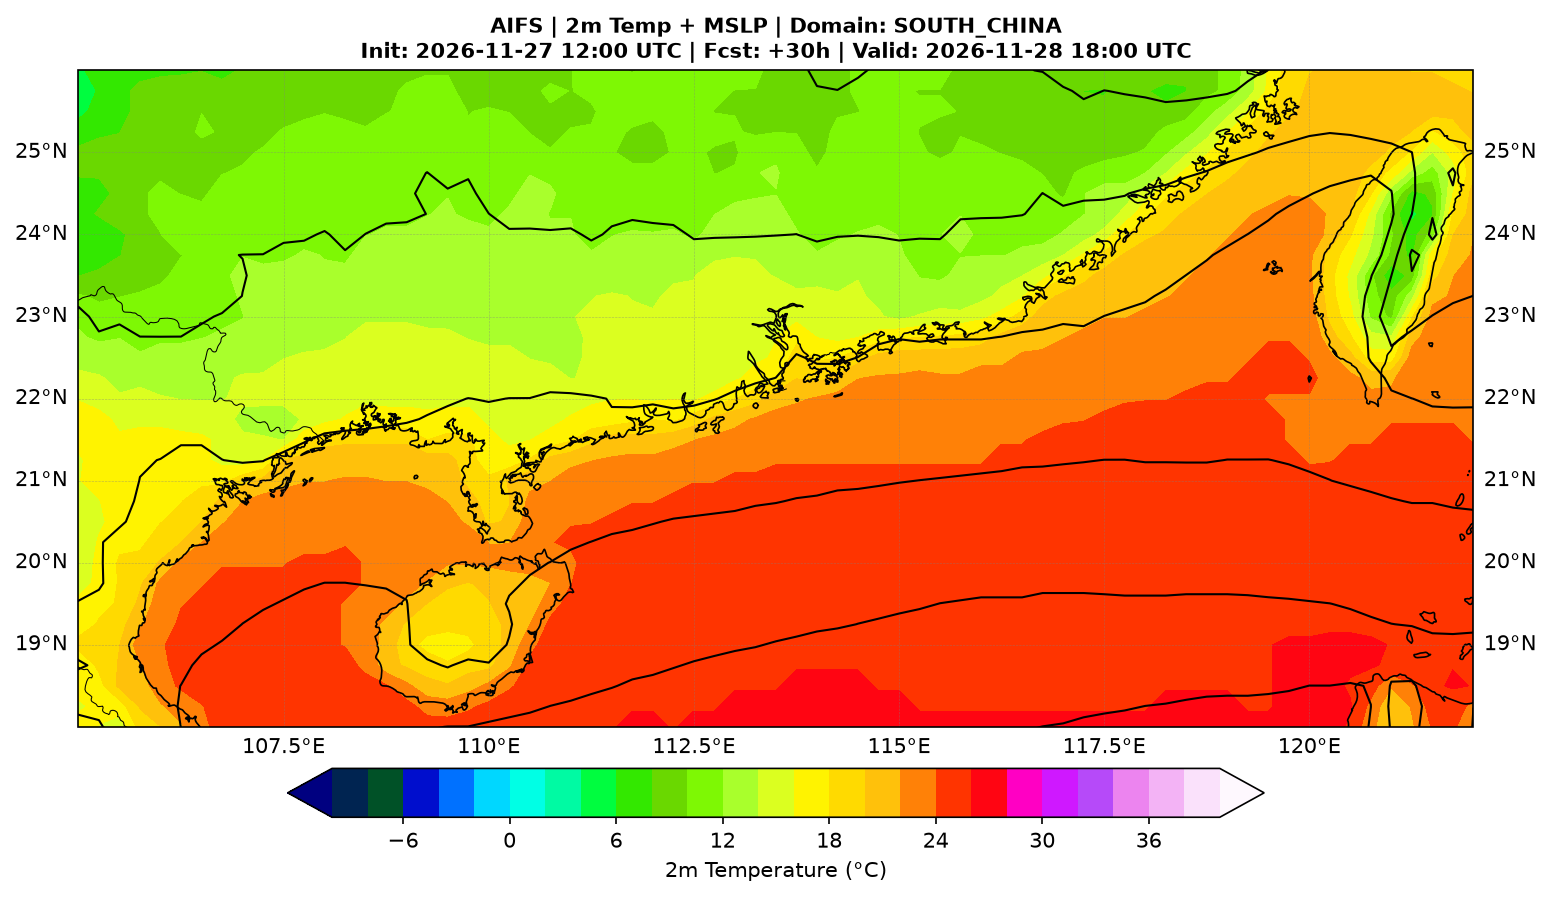 AIFS | 2m Temp + MSLP | Domain: SOUTH_CHINA
Init: 2026-11-27 12:00 UTC | Fcst: +30h | Valid: 2026-11-28 18:00 UTC
25°N 25°N
24°N 24°N
23°N 23°N
22°N 22°N
21°N 21°N
20°N 20°N
19°N 19°N
107.5°E 110°E 112.5°E 115°E 117.5°E 120°E
−6 0 6 12 18 24 30 36
2m Temperature (°C)